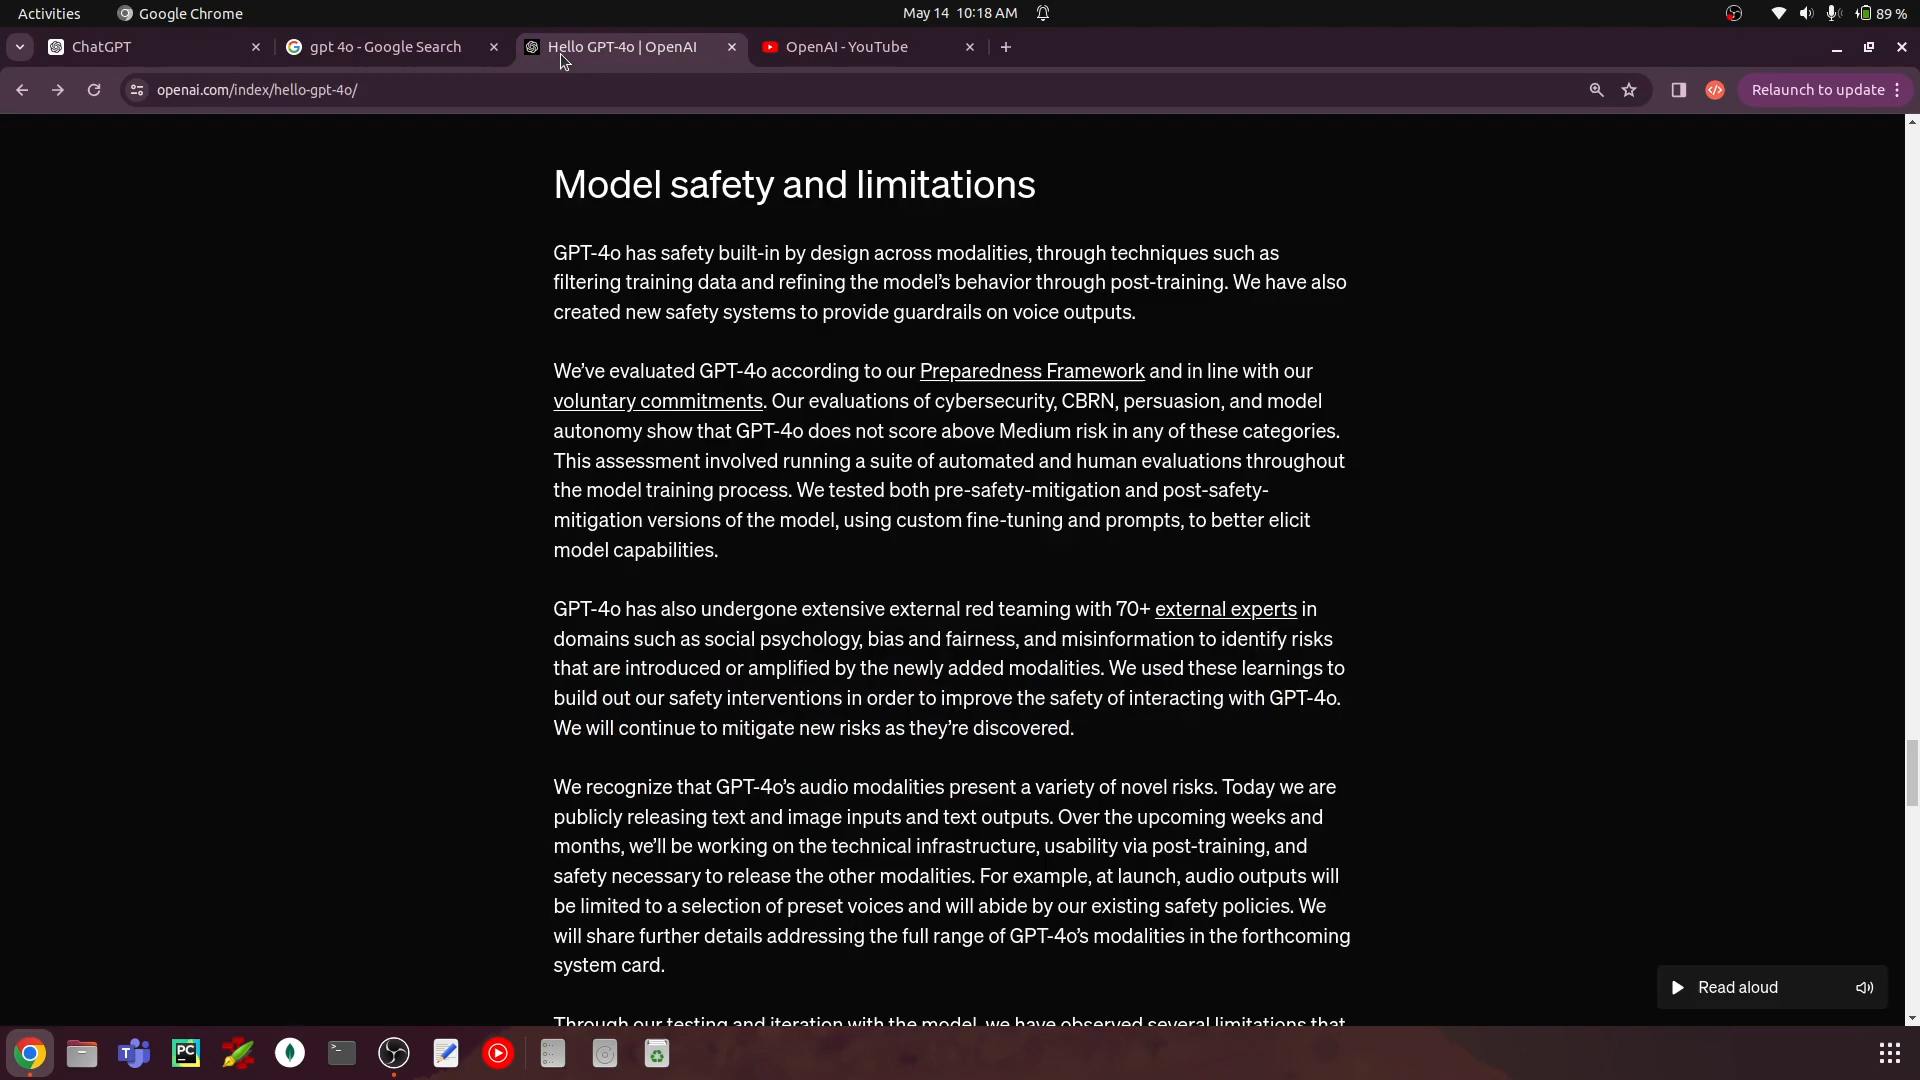 Activities
Google Chrome
May 14 10:18 AM
89 %
ChatGPT
gpt 4o - Google Search
Hello GPT-4o | OpenAI
OpenAI - YouTube
openai.com/index/hello-gpt-4o/
Relaunch to update
Model safety and limitations
GPT-4o has safety built-in by design across modalities, through techniques such as
filtering training data and refining the model’s behavior through post-training. We have also
created new safety systems to provide guardrails on voice outputs.
We’ve evaluated GPT-4o according to our Preparedness Framework and in line with our
voluntary commitments. Our evaluations of cybersecurity, CBRN, persuasion, and model
autonomy show that GPT-4o does not score above Medium risk in any of these categories.
This assessment involved running a suite of automated and human evaluations throughout
the model training process. We tested both pre-safety-mitigation and post-safety-
mitigation versions of the model, using custom fine-tuning and prompts, to better elicit
model capabilities.
GPT-4o has also undergone extensive external red teaming with 70+ external experts in
domains such as social psychology, bias and fairness, and misinformation to identify risks
that are introduced or amplified by the newly added modalities. We used these learnings to
build out our safety interventions in order to improve the safety of interacting with GPT-4o.
We will continue to mitigate new risks as they’re discovered.
We recognize that GPT-4o’s audio modalities present a variety of novel risks. Today we are
publicly releasing text and image inputs and text outputs. Over the upcoming weeks and
months, we’ll be working on the technical infrastructure, usability via post-training, and
safety necessary to release the other modalities. For example, at launch, audio outputs will
be limited to a selection of preset voices and will abide by our existing safety policies. We
will share further details addressing the full range of GPT-4o’s modalities in the forthcoming
system card.
Read aloud
Through our testing and iteration with the model, we have observed several limitations that
PC